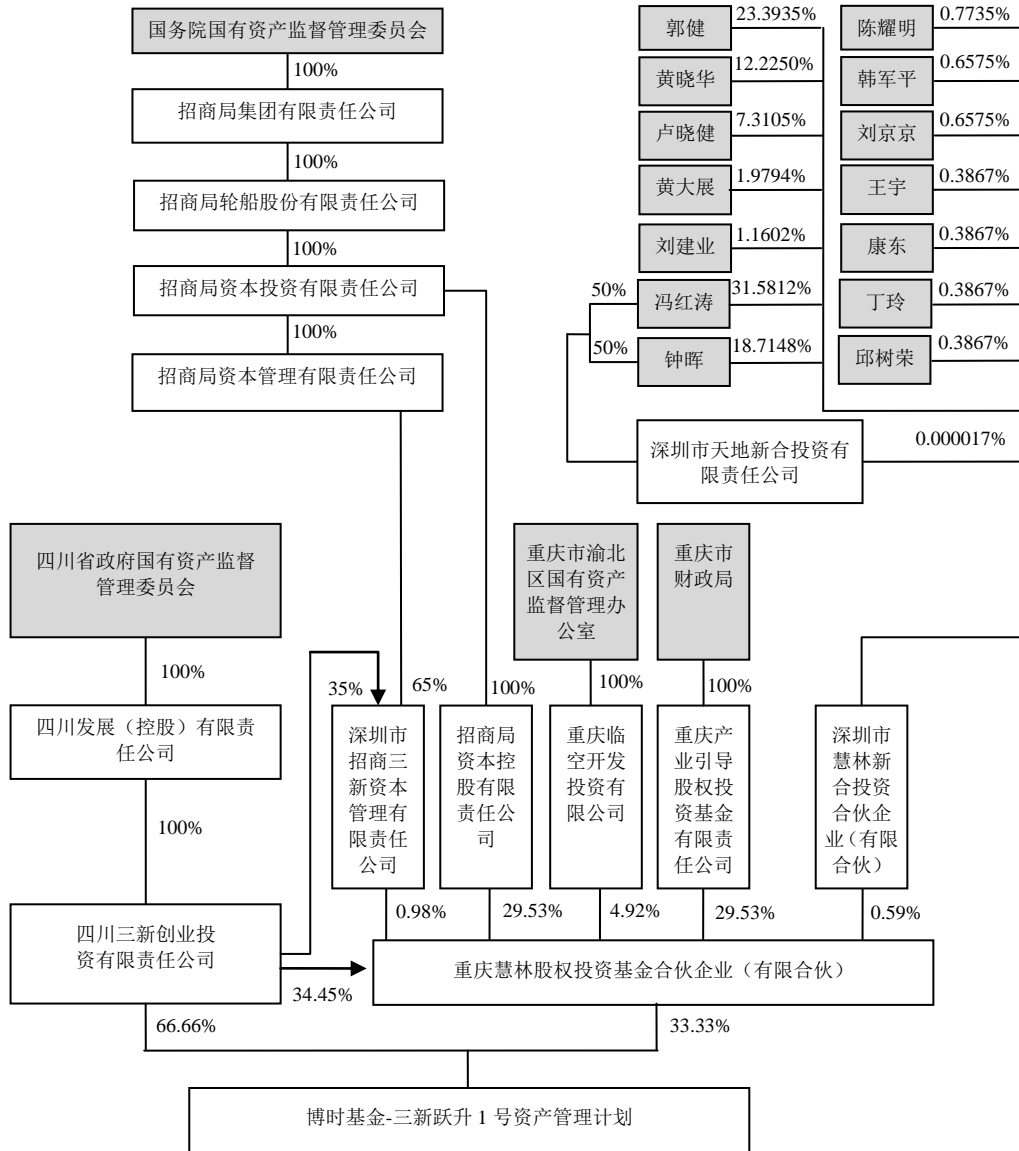 国务院国有资产监督管理委员会
100%
招商局集团有限责任公司
100%
招商局轮船股份有限责任公司
100%
招商局资本投资有限责任公司
100%
招商局资本管理有限责任公司
郭健
23.3935%
陈耀明
0.7735%
黄晓华
12.2250%
韩军平
0.6575%
卢晓健
7.3105%
刘京京
0.6575%
黄大展
1.9794%
王宇
0.3867%
刘建业
1.1602%
康东
0.3867%
50%
冯红涛
31.5812%
丁玲
0.3867%
50%
钟晖
18.7148%
邱树荣
0.3867%
深圳市天地新合投资有
限责任公司
0.000017%
四川省政府国有资产监督
管理委员会
重庆市渝北
区国有资产
监督管理办
公室
重庆市
财政局
100%
35%
65%
100%
100%
100%
四川发展（控股）有限责
任公司
深圳市
招商三
新资本
管理有
限责任
公司
招商局
资本控
股有限
责任公
司
重庆临
空开发
投资有
限公司
重庆产
业引导
股权投
资基金
有限责
任公司
深圳市
慧林新
合投资
合伙企
业（有限
合伙）
100%
0.98%
29.53%
4.92%
29.53%
0.59%
四川三新创业投
资有限责任公司
34.45%
重庆慧林股权投资基金合伙企业（有限合伙）
66.66%
33.33%
博时基金-三新跃升 1 号资产管理计划